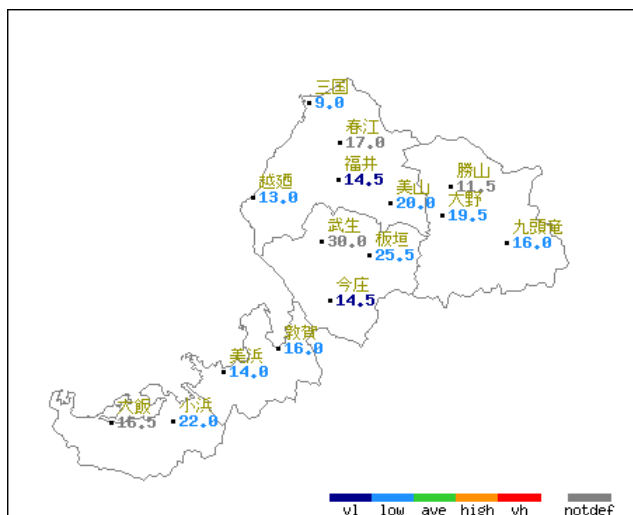 三国
9.0
春江
17.0
福井
14.5
勝山
11.5
越廼
13.0
美山
20.0
大野
19.5
武生
30.0
板垣
25.5
九頭竜
16.0
今庄
14.5
敦賀
16.0
美浜
14.0
大飯
16.5
小浜
22.0
vl low ave high vh notdef